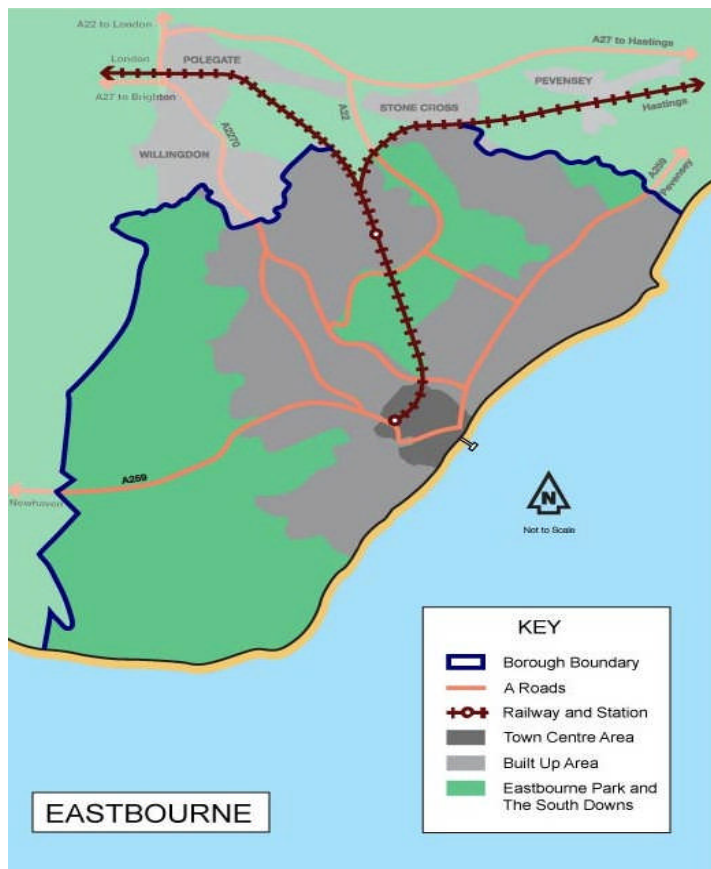 A22 to London
A27 to Hastings
London
POLEGATE
PEVENSEY
A27 to Brighton
A22
STONE CROSS
Hastings
A2270
WILLINGDON
A259
Pevensey
A259
Newhaven
N
Not to Scale
KEY
Borough Boundary
A Roads
Railway and Station
Town Centre Area
Built Up Area
Eastbourne Park and
The South Downs
EASTBOURNE